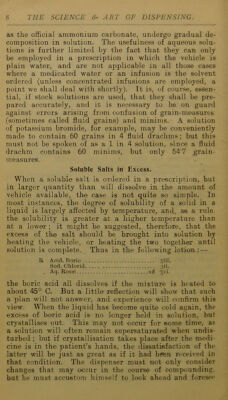 8 THE SCIENCE & ART OF DISPENSING.
as the official ammonium carbonate, undergo gradual de-
composition in solution. The usefulness of aqueous solu-
tions is further limited by the fact that they can only
be employed in a prescription in which the vehicle is
plain water, and are not applicable in all those cases
where a medicated water or an infusion is the solvent
ordered (unless concentrated infusions are employed, a
point we shall deal with shortly). It is, of course, essen-
tial, if stock solutions are used, that they shall be pre-
pared accurately, and it is necessary to be on guard
against errors arising from confusion of gram-measures
(sometimes called fluid grains) and minims. A solution
of potassium bromide, for example, may be conveniently
made to contain 60 grains in 4 fluid drachms; but this
must not be spoken of as a 1 in 4 solution, since a fluid
drachm contains 60 minims, but only 54·7 grain-
measures.
Soluble Salts in Excess.
When a soluble salt is ordered in a prescription, but
in larger quantity than will dissolve in the amount of
vehicle available, the case is not quite so simple. In
most instances, the degree of solubility of a solid in a
liquid is largely affected by temperature, and, as a rule,
the solubility is greater at a higher temperature than
at a lower; it might be suggested, therefore, that the
excess of the salt should be brought into solution by
heating the vehicle, or heating the two together until
solution is complete. Thus in the following lotion:—
℞ Acid. Boric
Sod. Chlorid.
Aq. Rosæ ad
the boric acid all dissolves if the mixture is heated to
about 45° C. But a little reflection will show that such
a plan will not answer, and experience will confirm this
view. When the liquid has become quite cold again, the
excess of boric acid is no longer held in solution, but
crystallises out. This may not occur for some time, as
a solution will often remain supersaturated when undis-
turbed; but if crystallisation takes place after the medi-
cine is in the patient's hands, the dissatisfaction of the
latter will be just as great as if it had been received in
that condition. The dispenser must not only consider
changes that may occur in the course of compounding,
but he must accustom himself to look ahead and forese-